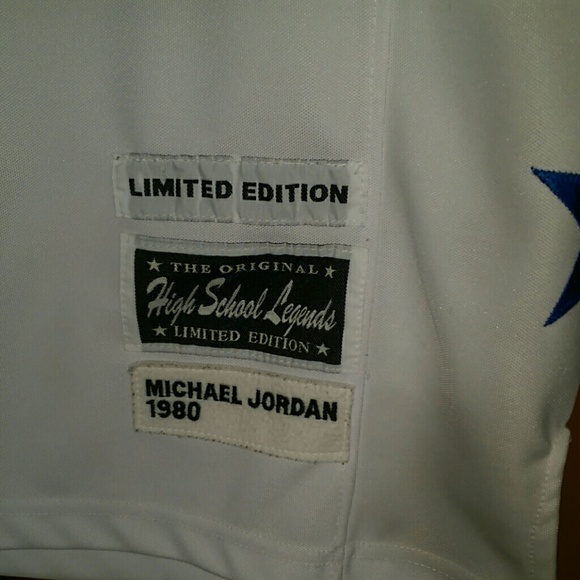 LIMITED EDITION
THE ORIGINAL
High School Legends
LIMITED EDITION
MICHAEL JORDAN
1980